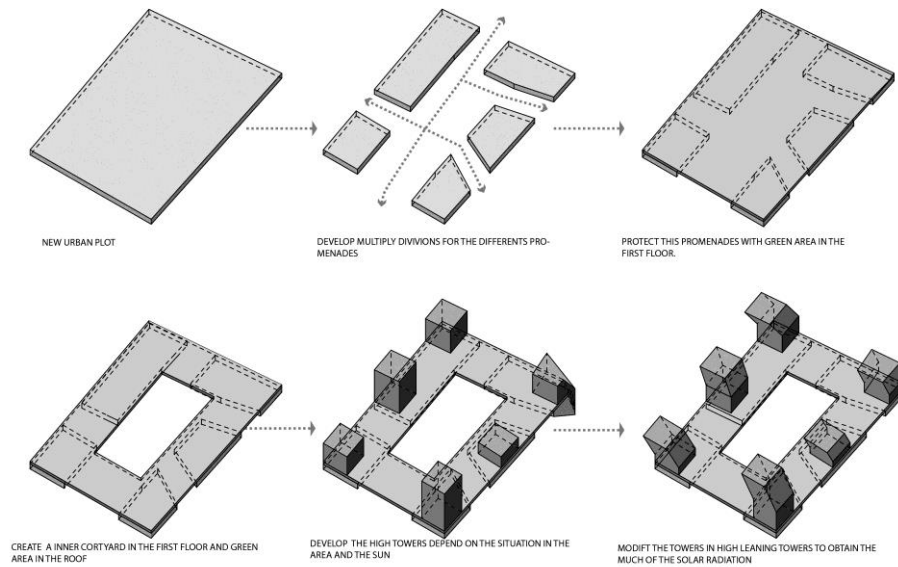 NEW URBAN PLOT
DEVELOP MULTIPLY DIVIVIONS FOR THE DIFFERENTS PRO-
MENADES
PROTECT THIS PROMENADES WITH GREEN AREA IN THE
FIRST FLOOR.
CREATE A INNER CORTYARD IN THE FIRST FLOOR AND GREEN
AREA IN THE ROOF
DEVELOP THE HIGH TOWERS DEPEND ON THE SITUATION IN THE
AREA AND THE SUN
MODIFT THE TOWERS IN HIGH LEANING TOWERS TO OBTAIN THE
MUCH OF THE SOLAR RADIATION